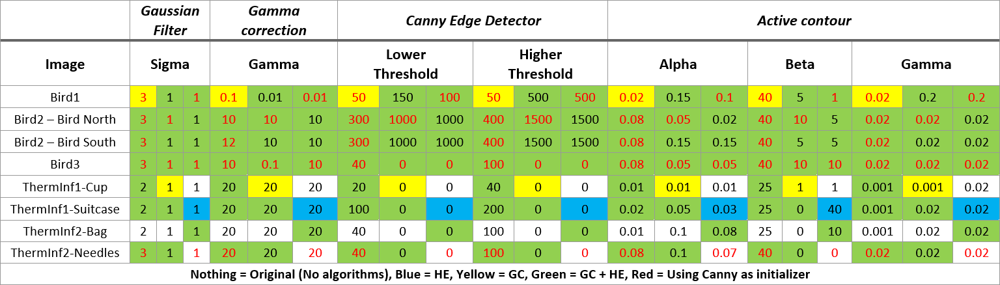 Gaussian Filter Gamma correction Canny Edge Detector Active contour
Image Sigma Gamma Lower Threshold Higher Threshold Alpha Beta Gamma
Bird1 3 1 1 0.1 0.01 0.01 50 150 100 50 500 500 0.02 0.15 0.1 40 5 1 0.02 0.2 0.2
Bird2 – Bird North 3 1 1 10 10 10 300 1000 1000 400 1500 1500 0.08 0.05 0.02 40 10 5 0.02 0.02 0.02
Bird2 – Bird South 3 1 1 12 10 10 300 1000 1000 400 1500 1500 0.08 0.15 0.15 40 5 5 0.02 0.02 0.02
Bird3 3 1 1 10 0.1 10 40 0 0 100 0 0 0.08 0.05 0.05 40 10 10 0.02 0.02 0.02
ThermInf1-Cup 2 1 1 20 20 20 20 0 0 40 0 0 0.01 0.01 0.01 25 1 1 0.001 0.001 0.02
ThermInf1-Suitcase 2 1 1 20 20 20 100 0 0 200 0 0 0.02 0.05 0.03 25 0 40 0.001 0.02 0.02
ThermInf2-Bag 2 1 1 20 20 20 40 0 0 100 0 0 0.01 0.1 0.08 25 0 10 0.001 0.02 0.02
ThermInf2-Needles 3 1 1 20 20 20 40 0 0 100 0 0 0.08 0.1 0.07 40 0 0 0.02 0.02 0.02
Nothing = Original (No algorithms), Blue = HE, Yellow = GC, Green = GC + HE, Red = Using Canny as initializer